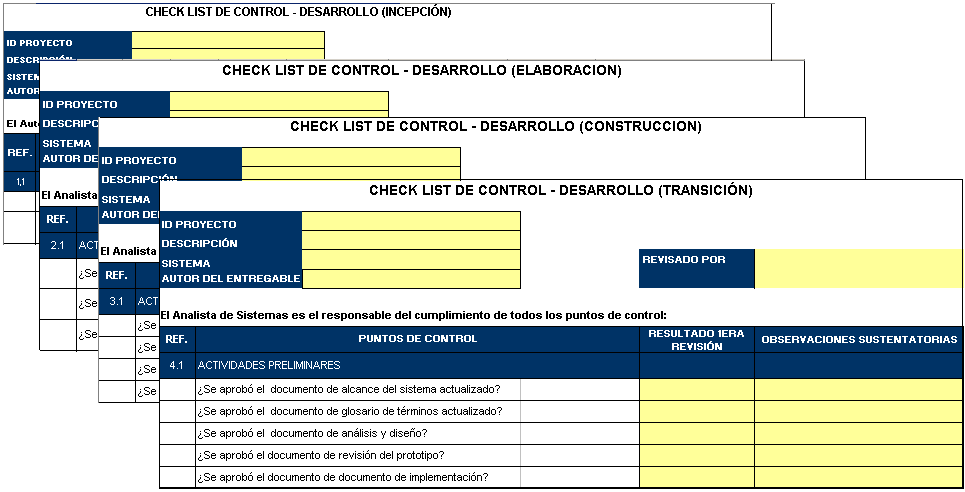 CHECK LIST DE CONTROL - DESARROLLO (INCEPCIÓN)
ID PROYECTO
DESCRIPCIÓN
SISTEM
AUTOR
El Aut
REF.
1,1
CHECK LIST DE CONTROL - DESARROLLO (ELABORACION)
ID PROYECTO
DESCRIPC
SISTEMA
AUTOR DE
El Analista
REF.
2.1 ACT
¿Se
¿Se
¿Se
CHECK LIST DE CONTROL - DESARROLLO (CONSTRUCCION)
ID PROYECTO
DESCRIPCIÓN
SISTEMA
AUTOR DEL
El Analista
REF.
3.1 ACT
¿Se
¿Se
¿Se
¿Se
CHECK LIST DE CONTROL - DESARROLLO (TRANSICIÓN)
ID PROYECTO
DESCRIPCIÓN
SISTEMA
AUTOR DEL ENTREGABLE
REVISADO POR
El Analista de Sistemas es el responsable del cumplimiento de todos los puntos de control:
REF. PUNTOS DE CONTROL RESULTADO 1ERA REVISIÓN OBSERVACIONES SUSTENTATORIAS
4.1 ACTIVIDADES PRELIMINARES
¿Se aprobó el documento de alcance del sistema actualizado?
¿Se aprobó el documento de glosario de términos actualizado?
¿Se aprobó el documento de análisis y diseño?
¿Se aprobó el documento de revisión del prototipo?
¿Se aprobó el documento de documento de implementación?